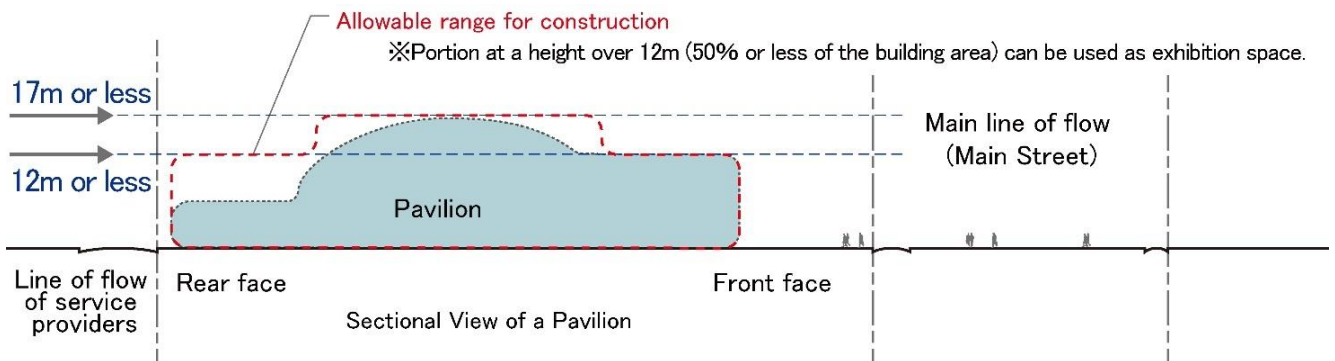 Allowable range for construction
※Portion at a height over 12m (50% or less of the building area) can be used as exhibition space.
17m or less
12m or less
Main line of flow
(Main Street)
Pavilion
Line of flow
of service
providers
Rear face
Front face
Sectional View of a Pavilion